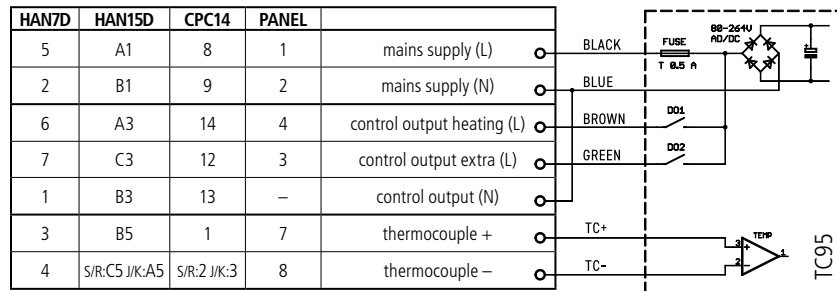 HAN7D HAN15D CPC14 PANEL
5 A1 8 1 mains supply (L) BLACK
2 B1 9 2 mains supply (N) BLUE
6 A3 14 4 control output heating (L) BROWN
7 C3 12 3 control output extra (L) GREEN
1 B3 13 – control output (N)
3 B5 1 7 thermocouple + TC+
4 S/R:C5 J/K:A5 S/R:2 J/K:3 8 thermocouple – TC-
FUSE
T 0.5 A
80-264V
AD/DC
+
DO1
DO2
TEMP
3 +
2 –
1
TC95